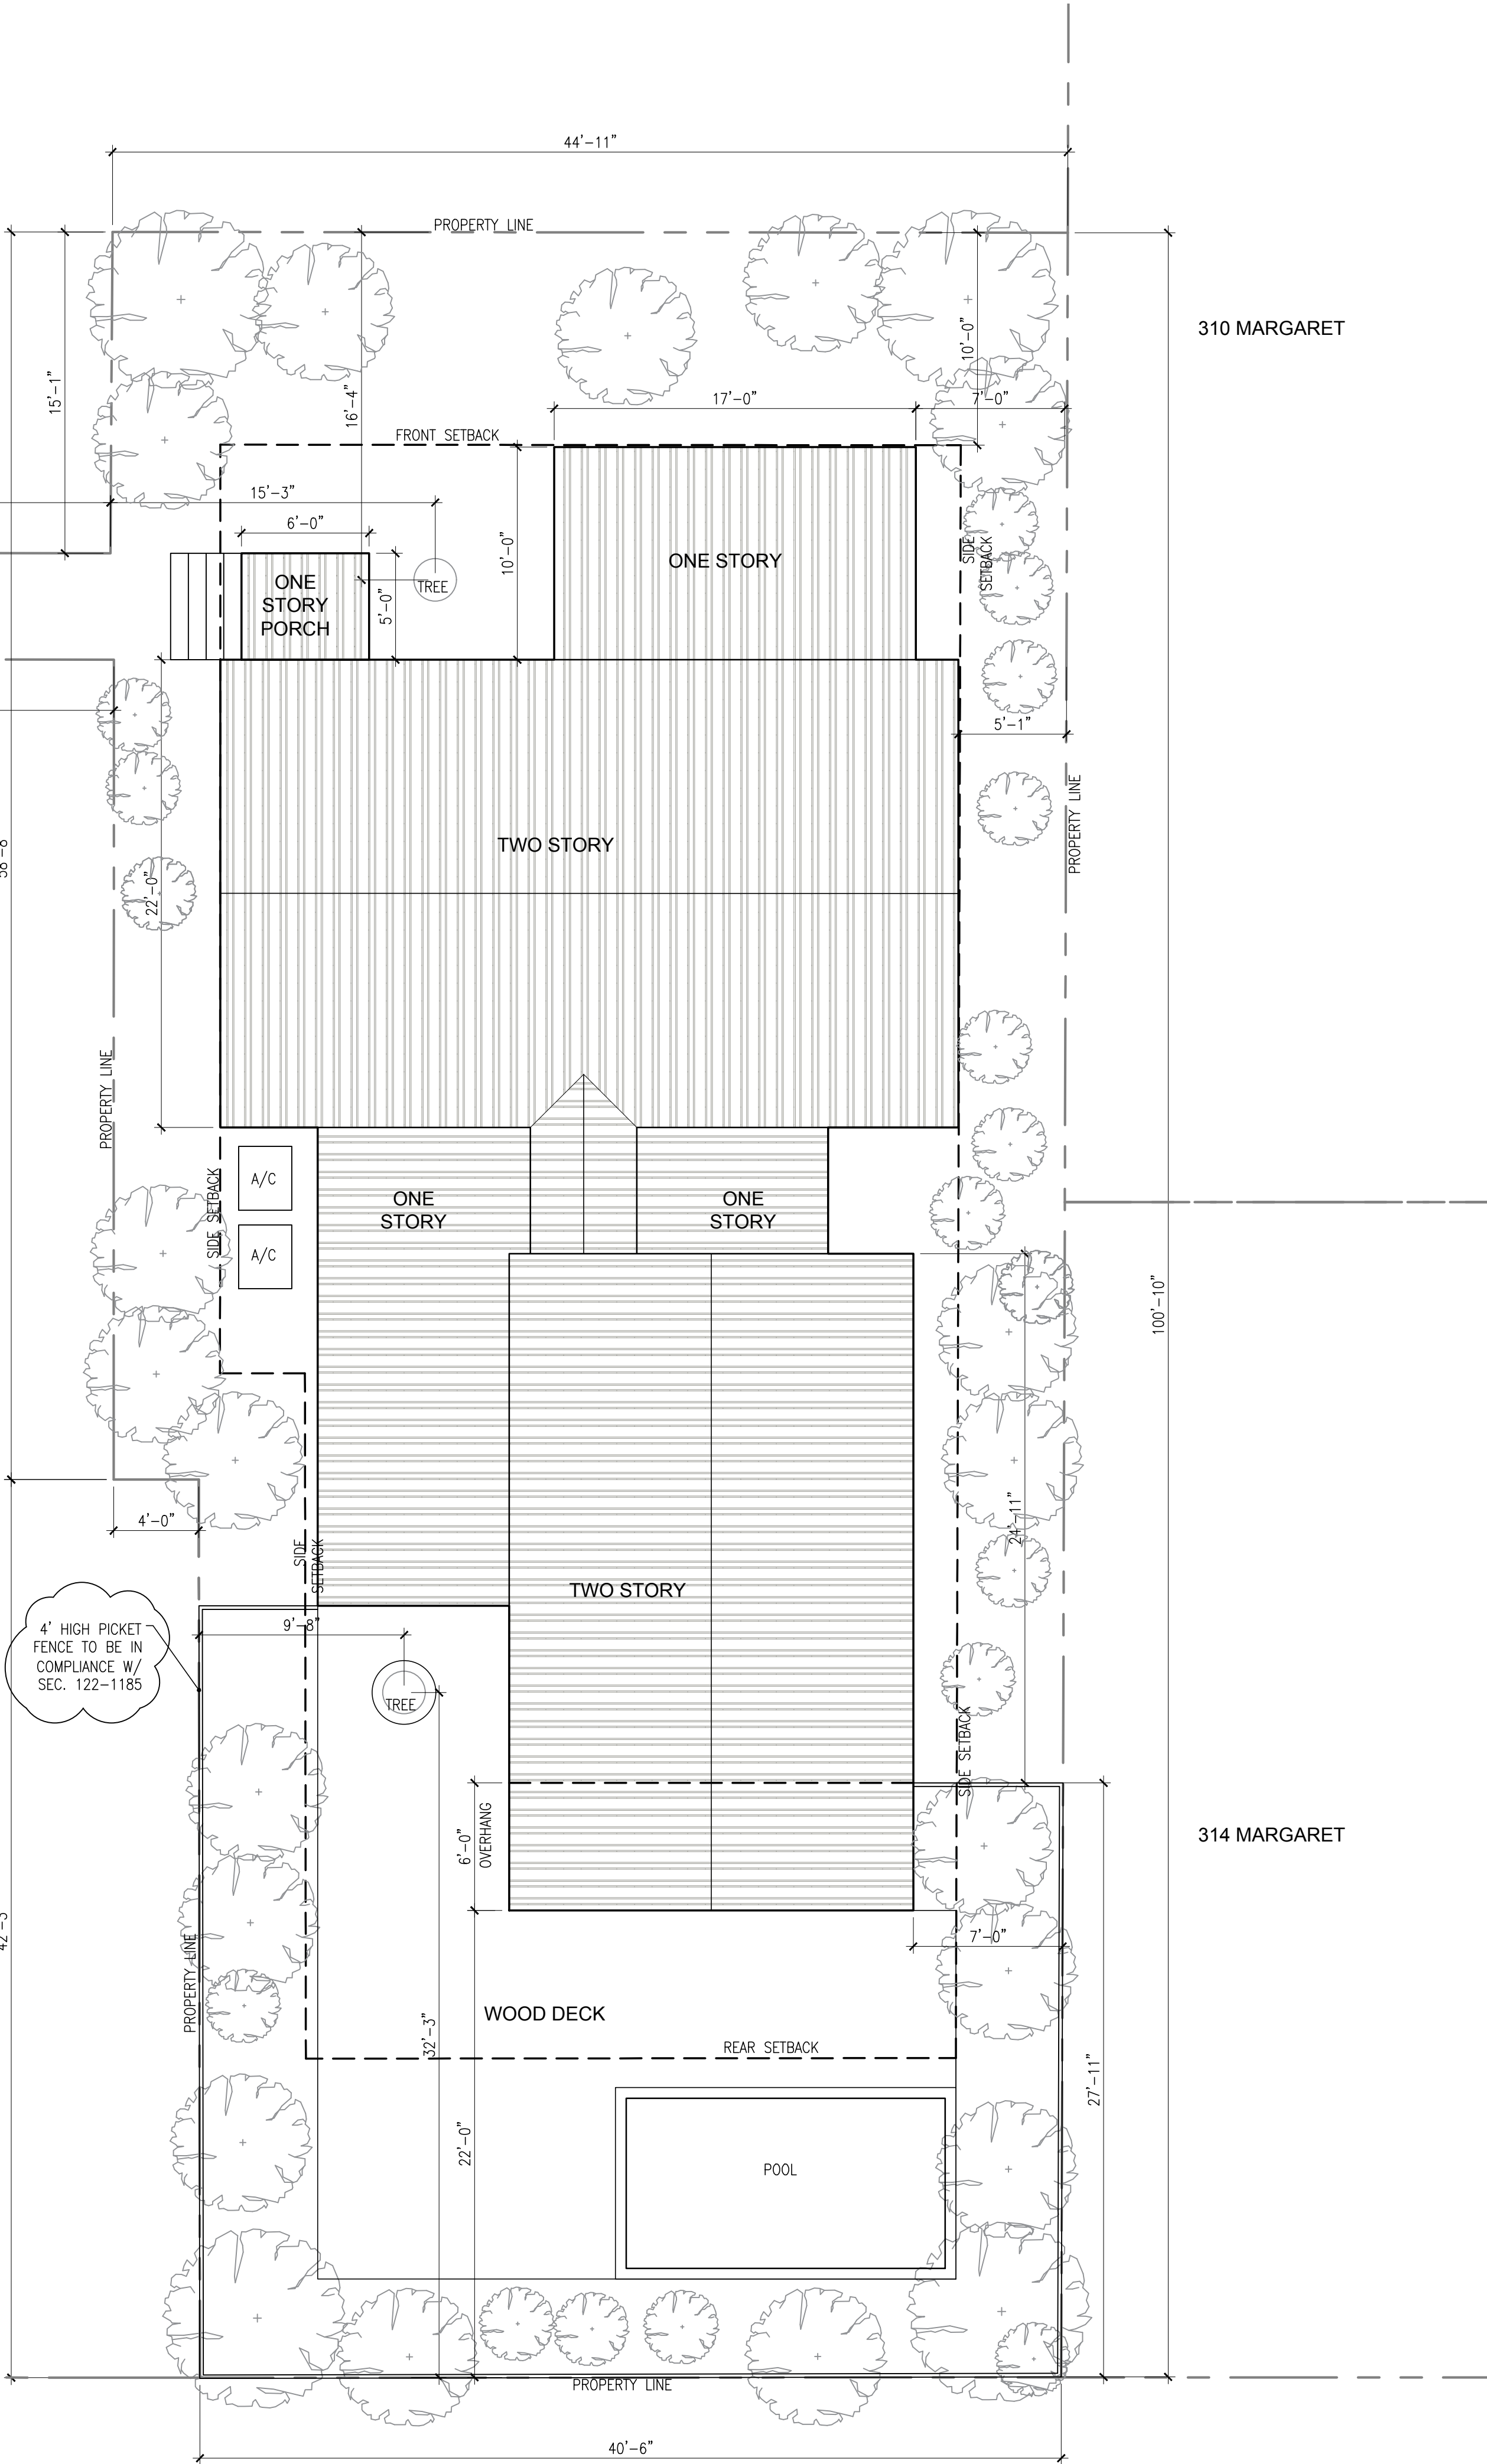 44'-11"
PROPERTY LINE
310 MARGARET
15'-1"
16'-4"
10'-0"
17'-0"
7'-0"
FRONT SETBACK
15'-3"
6'-0"
10'-0"
ONE STORY
SIDE
SETBACK
ONE
STORY
PORCH
5'-0"
TREE
5'-1"
PROPERTY LINE
TWO STORY
22'-0"
PROPERTY LINE
SIDE SETBACK
A/C
ONE
STORY
ONE
STORY
A/C
100'-10"
4'-0"
24'-11"
SIDE
SETBACK
TWO STORY
4' HIGH PICKET
FENCE TO BE IN
COMPLIANCE W/
SEC. 122-1185
9'-8"
TREE
SIDE SETBACK
6'-0"
OVERHANG
314 MARGARET
7'-0"
PROPERTY LINE
WOOD DECK
32'-3"
REAR SETBACK
27'-11"
22'-0"
POOL
PROPERTY LINE
40'-6"